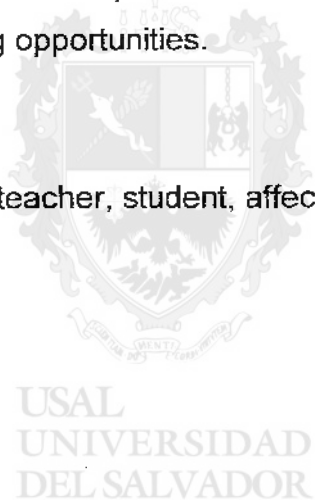 g opportunities.
teacher, student, affec
USAL
UNIVERSIDAD
DEL SALVADOR